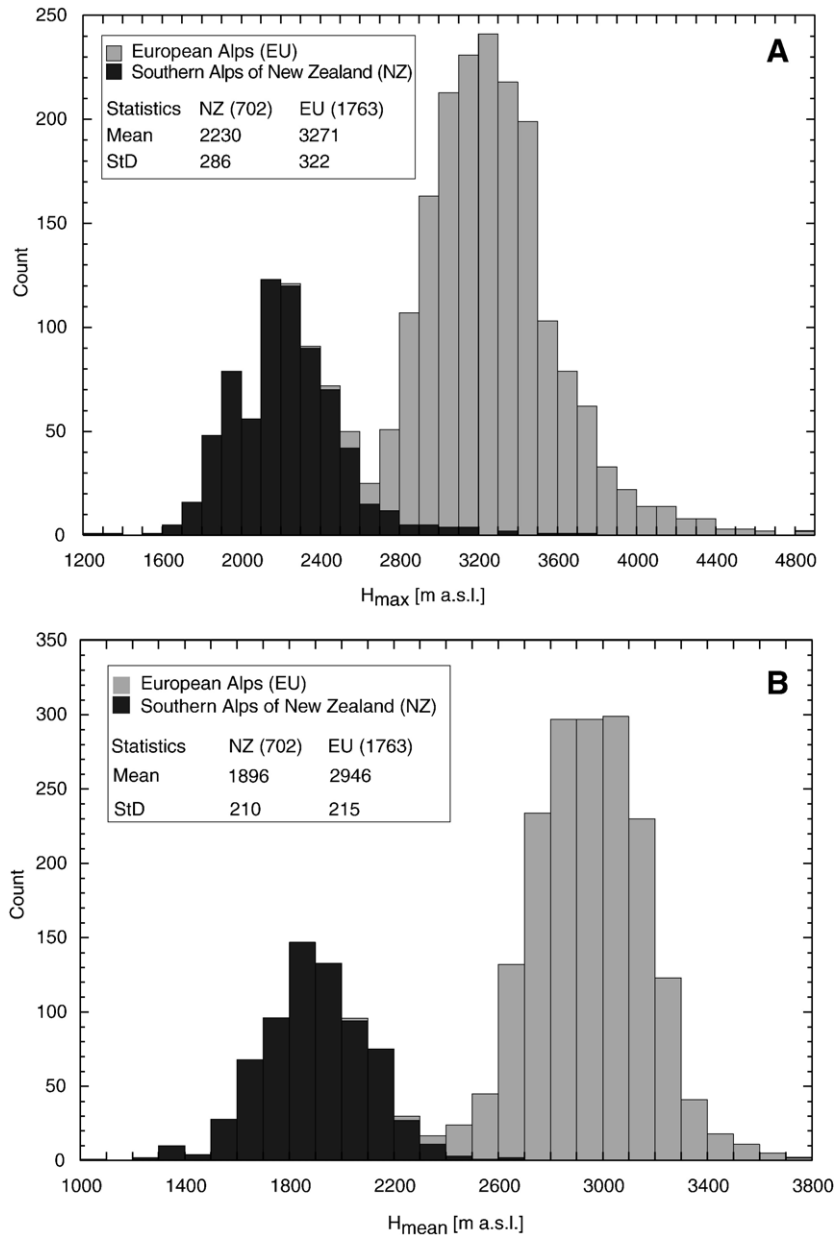 250
200
150
100
50
0
Count
European Alps (EU)
Southern Alps of New Zealand (NZ)
Statistics NZ (702) EU (1763)
Mean 2230 3271
StD 286 322
A
1200 1600 2000 2400 2800 3200 3600 4000 4400 4800
Hmax [m a.s.l.]
350
300
250
200
150
100
50
0
Count
European Alps (EU)
Southern Alps of New Zealand (NZ)
Statistics NZ (702) EU (1763)
Mean 1896 2946
StD 210 215
B
1000 1400 1800 2200 2600 3000 3400 3800
Hmean [m a.s.l.]